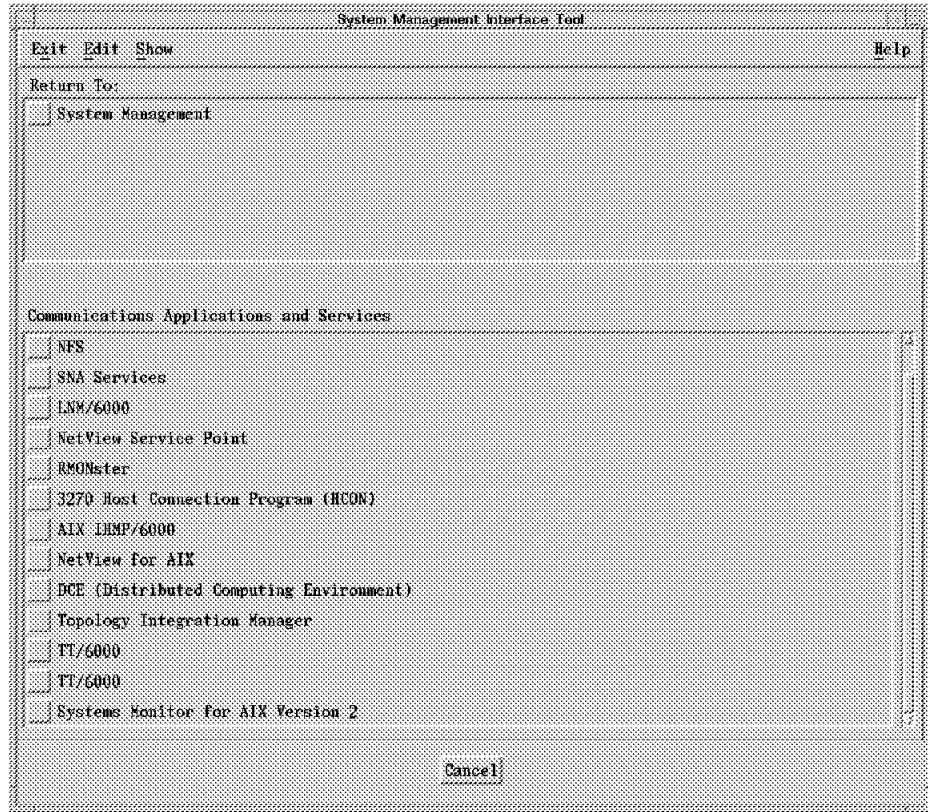 System Management Interface Tool
Exit Edit Show Help
Return To:
System Management
Communications Applications and Services
NFS
SNA Services
LNM/6000
NetView Service Point
RMONster
3270 Host Connection Program (HCON)
AIX IHMP/6000
NetView for AIX
DCE (Distributed Computing Environment)
Topology Integration Manager
TT/6000
TT/6000
Systems Monitor for AIX Version 2
Cancel